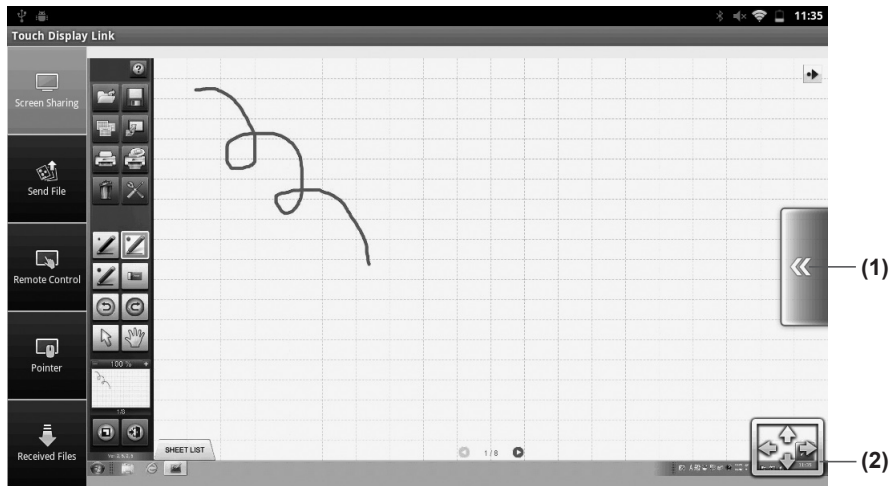 11:35
Touch Display Link
Screen Sharing
Send File
Remote Control
Pointer
Received Files
100 %
1/8
SHEET LIST
1 / 8
(1)
(2)